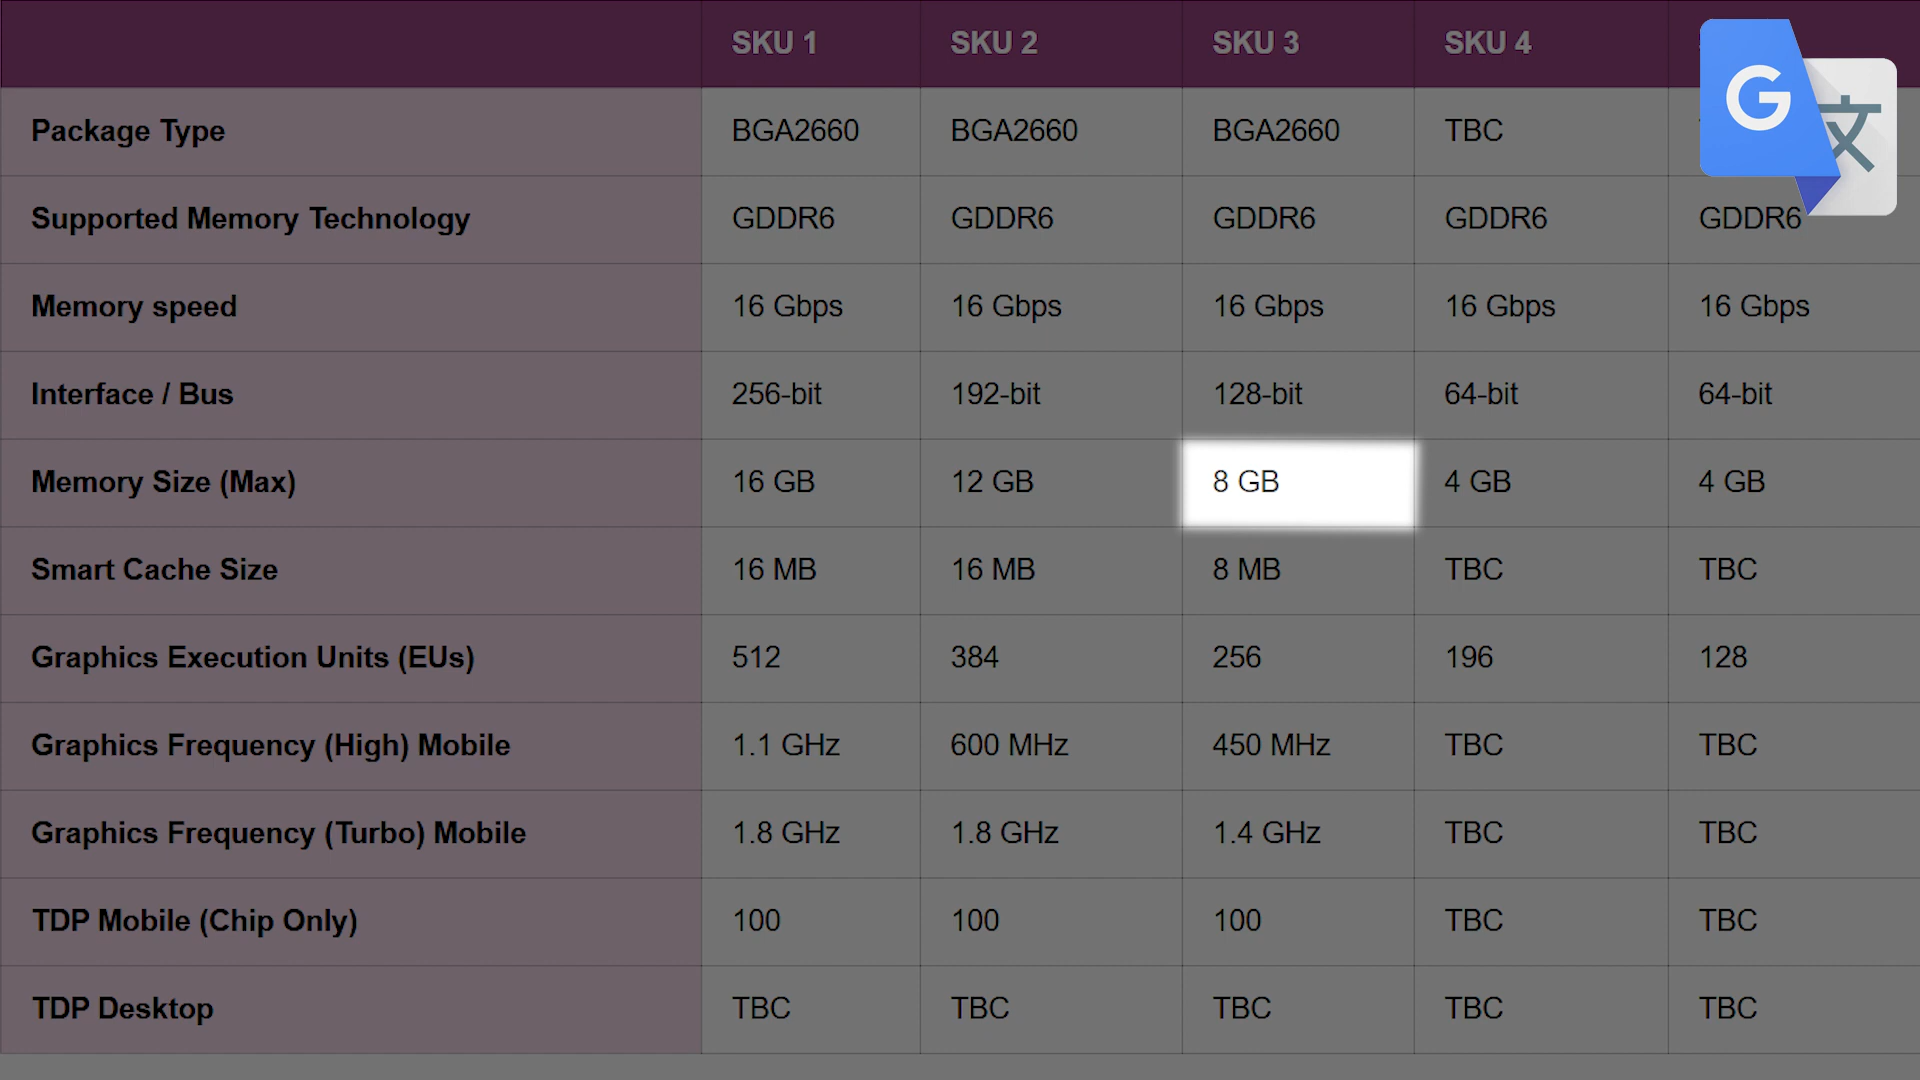 SKU 1 SKU 2 SKU 3 SKU 4
Package Type BGA2660 BGA2660 BGA2660 TBC
Supported Memory Technology GDDR6 GDDR6 GDDR6 GDDR6 GDDR6
Memory speed 16 Gbps 16 Gbps 16 Gbps 16 Gbps 16 Gbps
Interface / Bus 256-bit 192-bit 128-bit 64-bit 64-bit
Memory Size (Max) 16 GB 12 GB 8 GB 4 GB 4 GB
Smart Cache Size 16 MB 16 MB 8 MB TBC TBC
Graphics Execution Units (EUs) 512 384 256 196 128
Graphics Frequency (High) Mobile 1.1 GHz 600 MHz 450 MHz TBC TBC
Graphics Frequency (Turbo) Mobile 1.8 GHz 1.8 GHz 1.4 GHz TBC TBC
TDP Mobile (Chip Only) 100 100 100 TBC TBC
TDP Desktop TBC TBC TBC TBC TBC
G 文